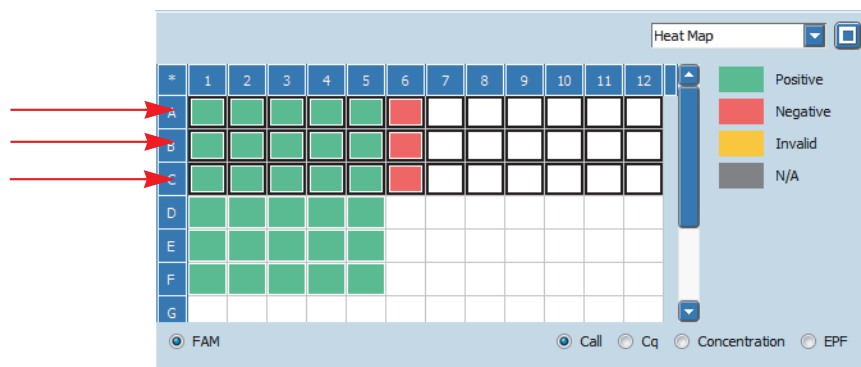 Heat Map
* 1 2 3 4 5 6 7 8 9 10 11 12
A
B
C
D
E
F
G
Positive
Negative
Invalid
N/A
FAM Call Cq Concentration EPF